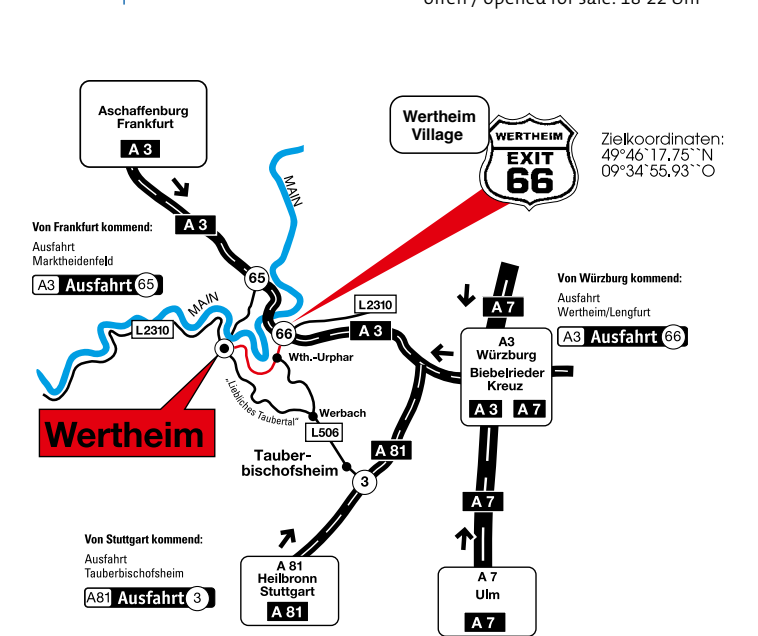 Aschaffenburg
Frankfurt
A 3
Wertheim
Village
WERTHEIM
EXIT
66
Zielkoordinaten:
49°46`17.75``N
09°34`55.93``O
MAIN
A 3
Von Frankfurt kommend:
Ausfahrt
Marktheidenfeld
A3 Ausfahrt 65
65
Von Würzburg kommend:
Ausfahrt
Wertheim/Lengfurt
A3 Ausfahrt 66
MAIN
L2310
L2310
66
A 3
A 7
A3
Würzburg
Biebelrieder
Kreuz
A 3 A 7
Wth.-Urphar
„Liebliches Taubertal“
Wertheim
Werbach
L506
Tauber-
bischofsheim
A 81
3
A 7
Von Stuttgart kommend:
Ausfahrt
Tauberbischofsheim
A81 Ausfahrt 3
A 81
Heilbronn
Stuttgart
A 81
A 7
Ulm
A 7